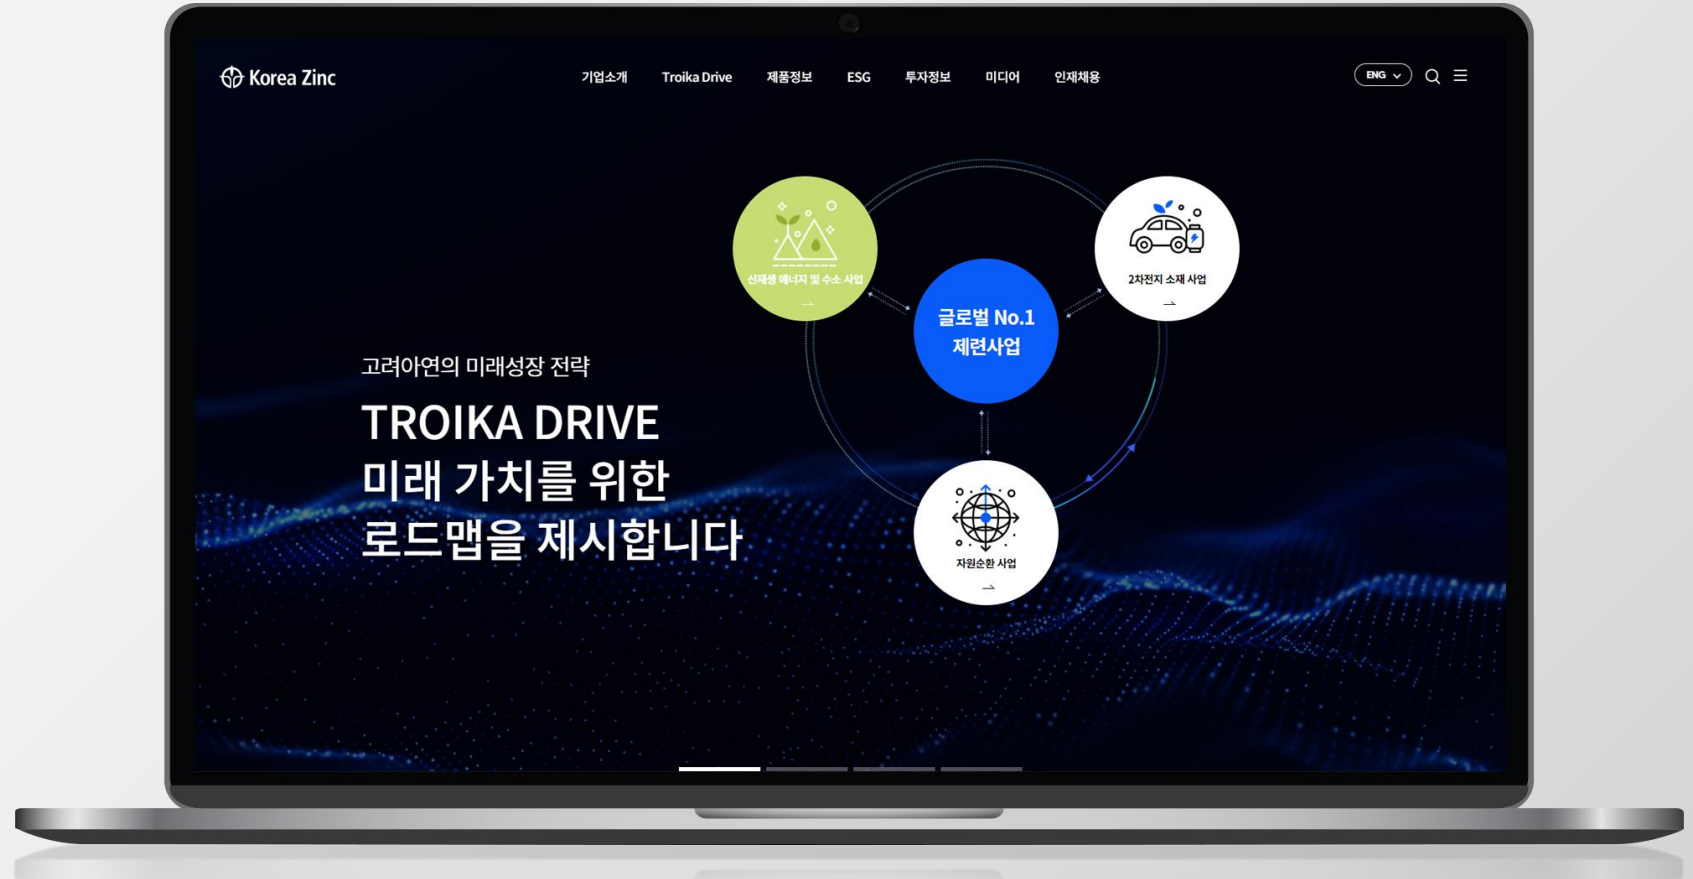 Korea Zinc
기업소개
Troika Drive
제품정보
ESG
투자정보
미디어
인재채용
ENG
신재생 에너지 및 수소 사업
2차전지 소재 사업
글로벌 No.1
제련사업
고려아연의 미래성장 전략
TROIKA DRIVE
미래 가치를 위한
로드맵을 제시합니다
자원순환 사업